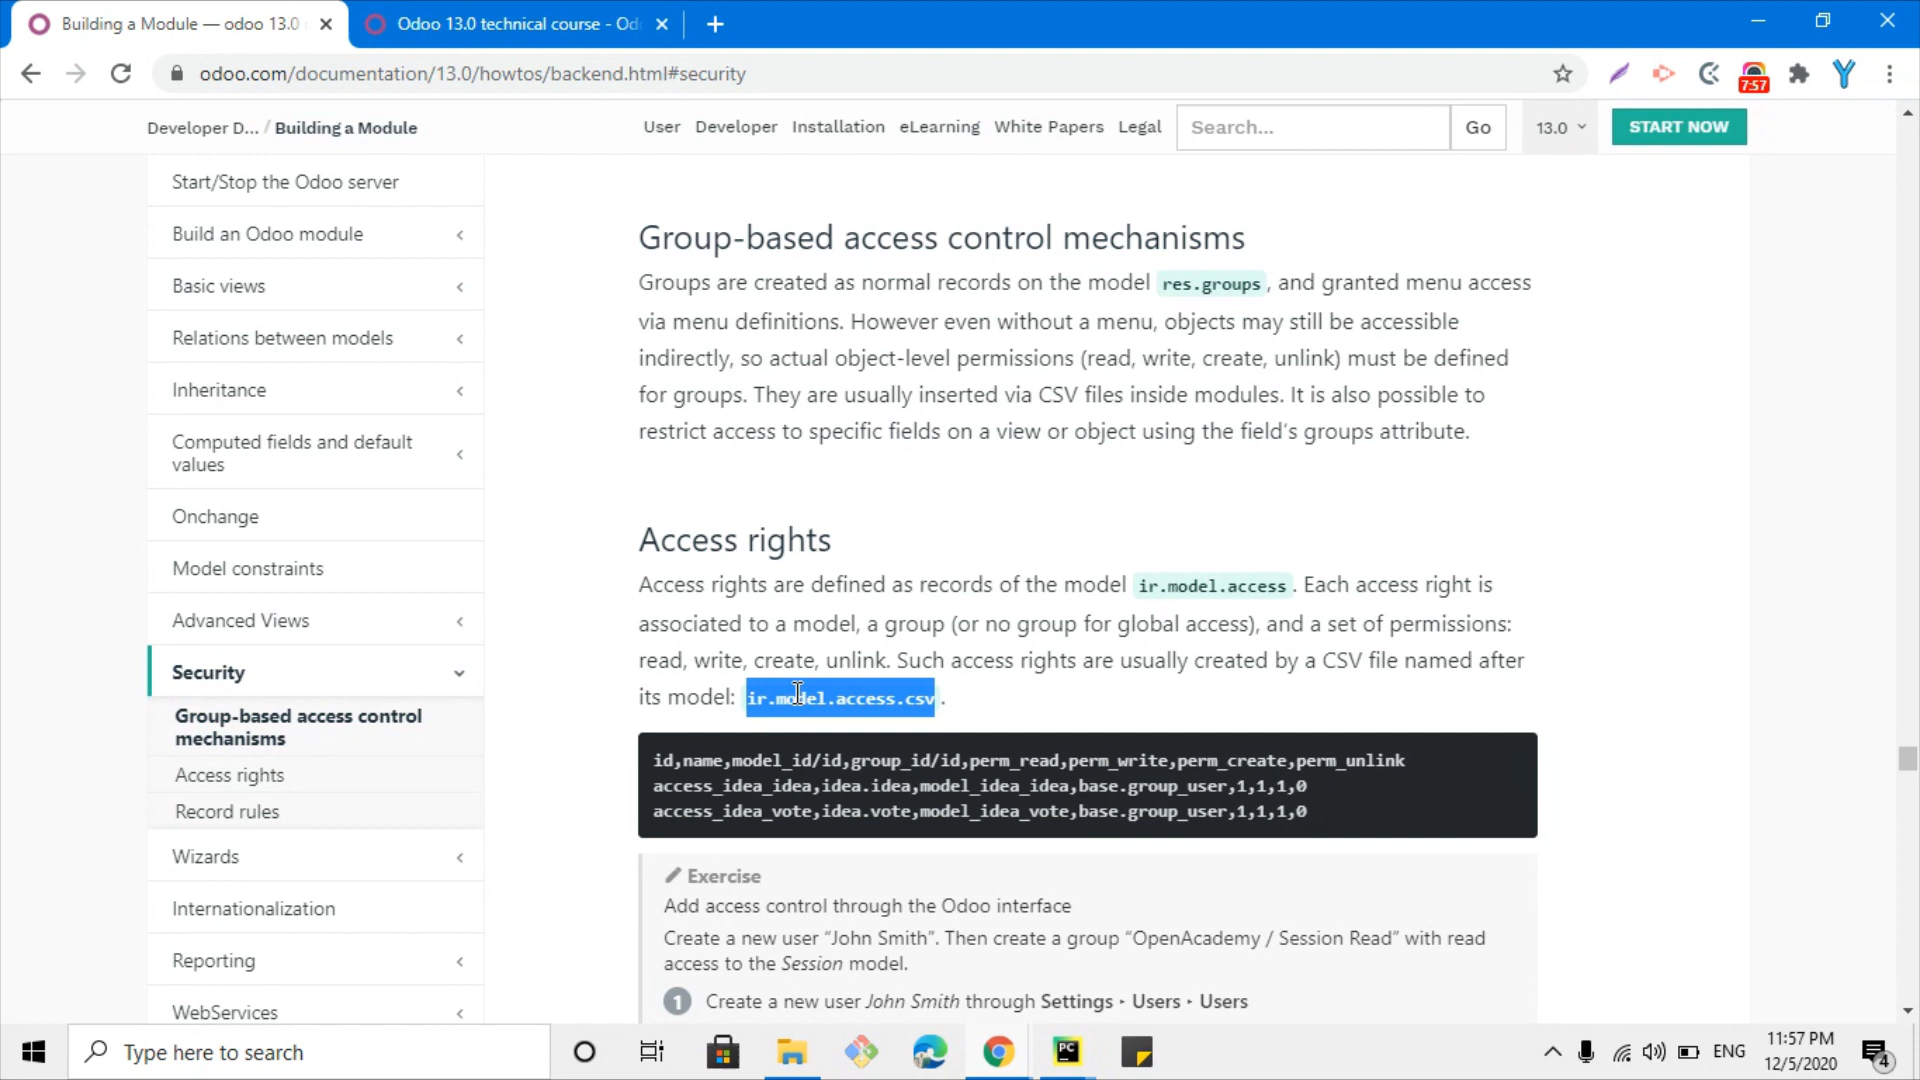 Building a Module — odoo 13.0
Odoo 13.0 technical course - Od
odoo.com/documentation/13.0/howtos/backend.html#security
7:57
Developer D... / Building a Module
User Developer Installation eLearning White Papers Legal
Search...
Go
13.0
START NOW
Start/Stop the Odoo server
Build an Odoo module
Basic views
Relations between models
Inheritance
Computed fields and default
values
Onchange
Model constraints
Advanced Views
Security
Group-based access control
mechanisms
Access rights
Record rules
Wizards
Internationalization
Reporting
WebServices
Group-based access control mechanisms
Groups are created as normal records on the model res.groups, and granted menu access
via menu definitions. However even without a menu, objects may still be accessible
indirectly, so actual object-level permissions (read, write, create, unlink) must be defined
for groups. They are usually inserted via CSV files inside modules. It is also possible to
restrict access to specific fields on a view or object using the field's groups attribute.
Access rights
Access rights are defined as records of the model ir.model.access. Each access right is
associated to a model, a group (or no group for global access), and a set of permissions:
read, write, create, unlink. Such access rights are usually created by a CSV file named after
its model: ir.model.access.csv.
id,name,model_id/id,group_id/id,perm_read,perm_write,perm_create,perm_unlink
access_idea_idea,idea.idea,model_idea_idea,base.group_user,1,1,1,0
access_idea_vote,idea.vote,model_idea_vote,base.group_user,1,1,1,0
Exercise
Add access control through the Odoo interface
Create a new user “John Smith”. Then create a group “OpenAcademy / Session Read” with read
access to the Session model.
1 Create a new user John Smith through Settings ‣ Users ‣ Users
Type here to search
PC
ENG
11:57 PM
12/5/2020
4